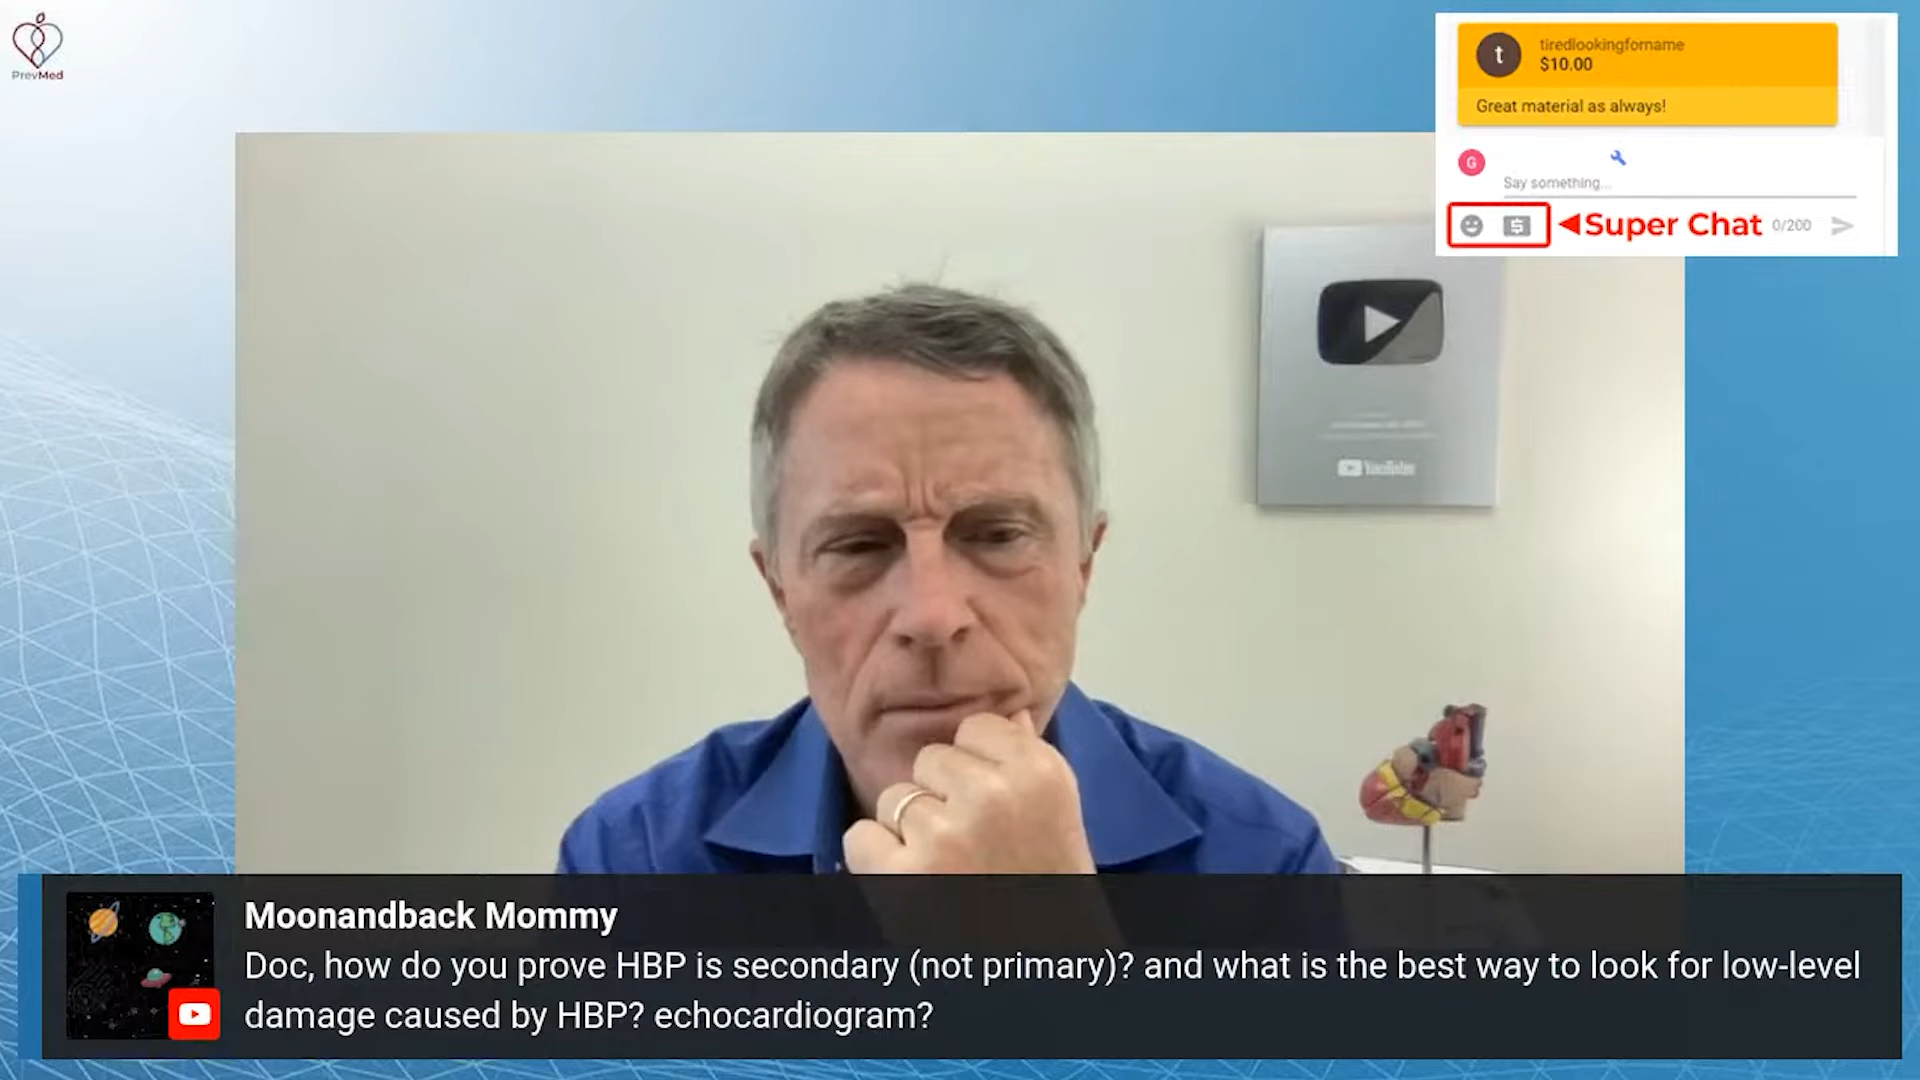 PrevMed
t
tiredlookingforname
$10.00
Great material as always!
G
Say something...
Super Chat
0/200
YouTube
Moonandback Mommy
Doc, how do you prove HBP is secondary (not primary)? and what is the best way to look for low-level
damage caused by HBP? echocardiogram?